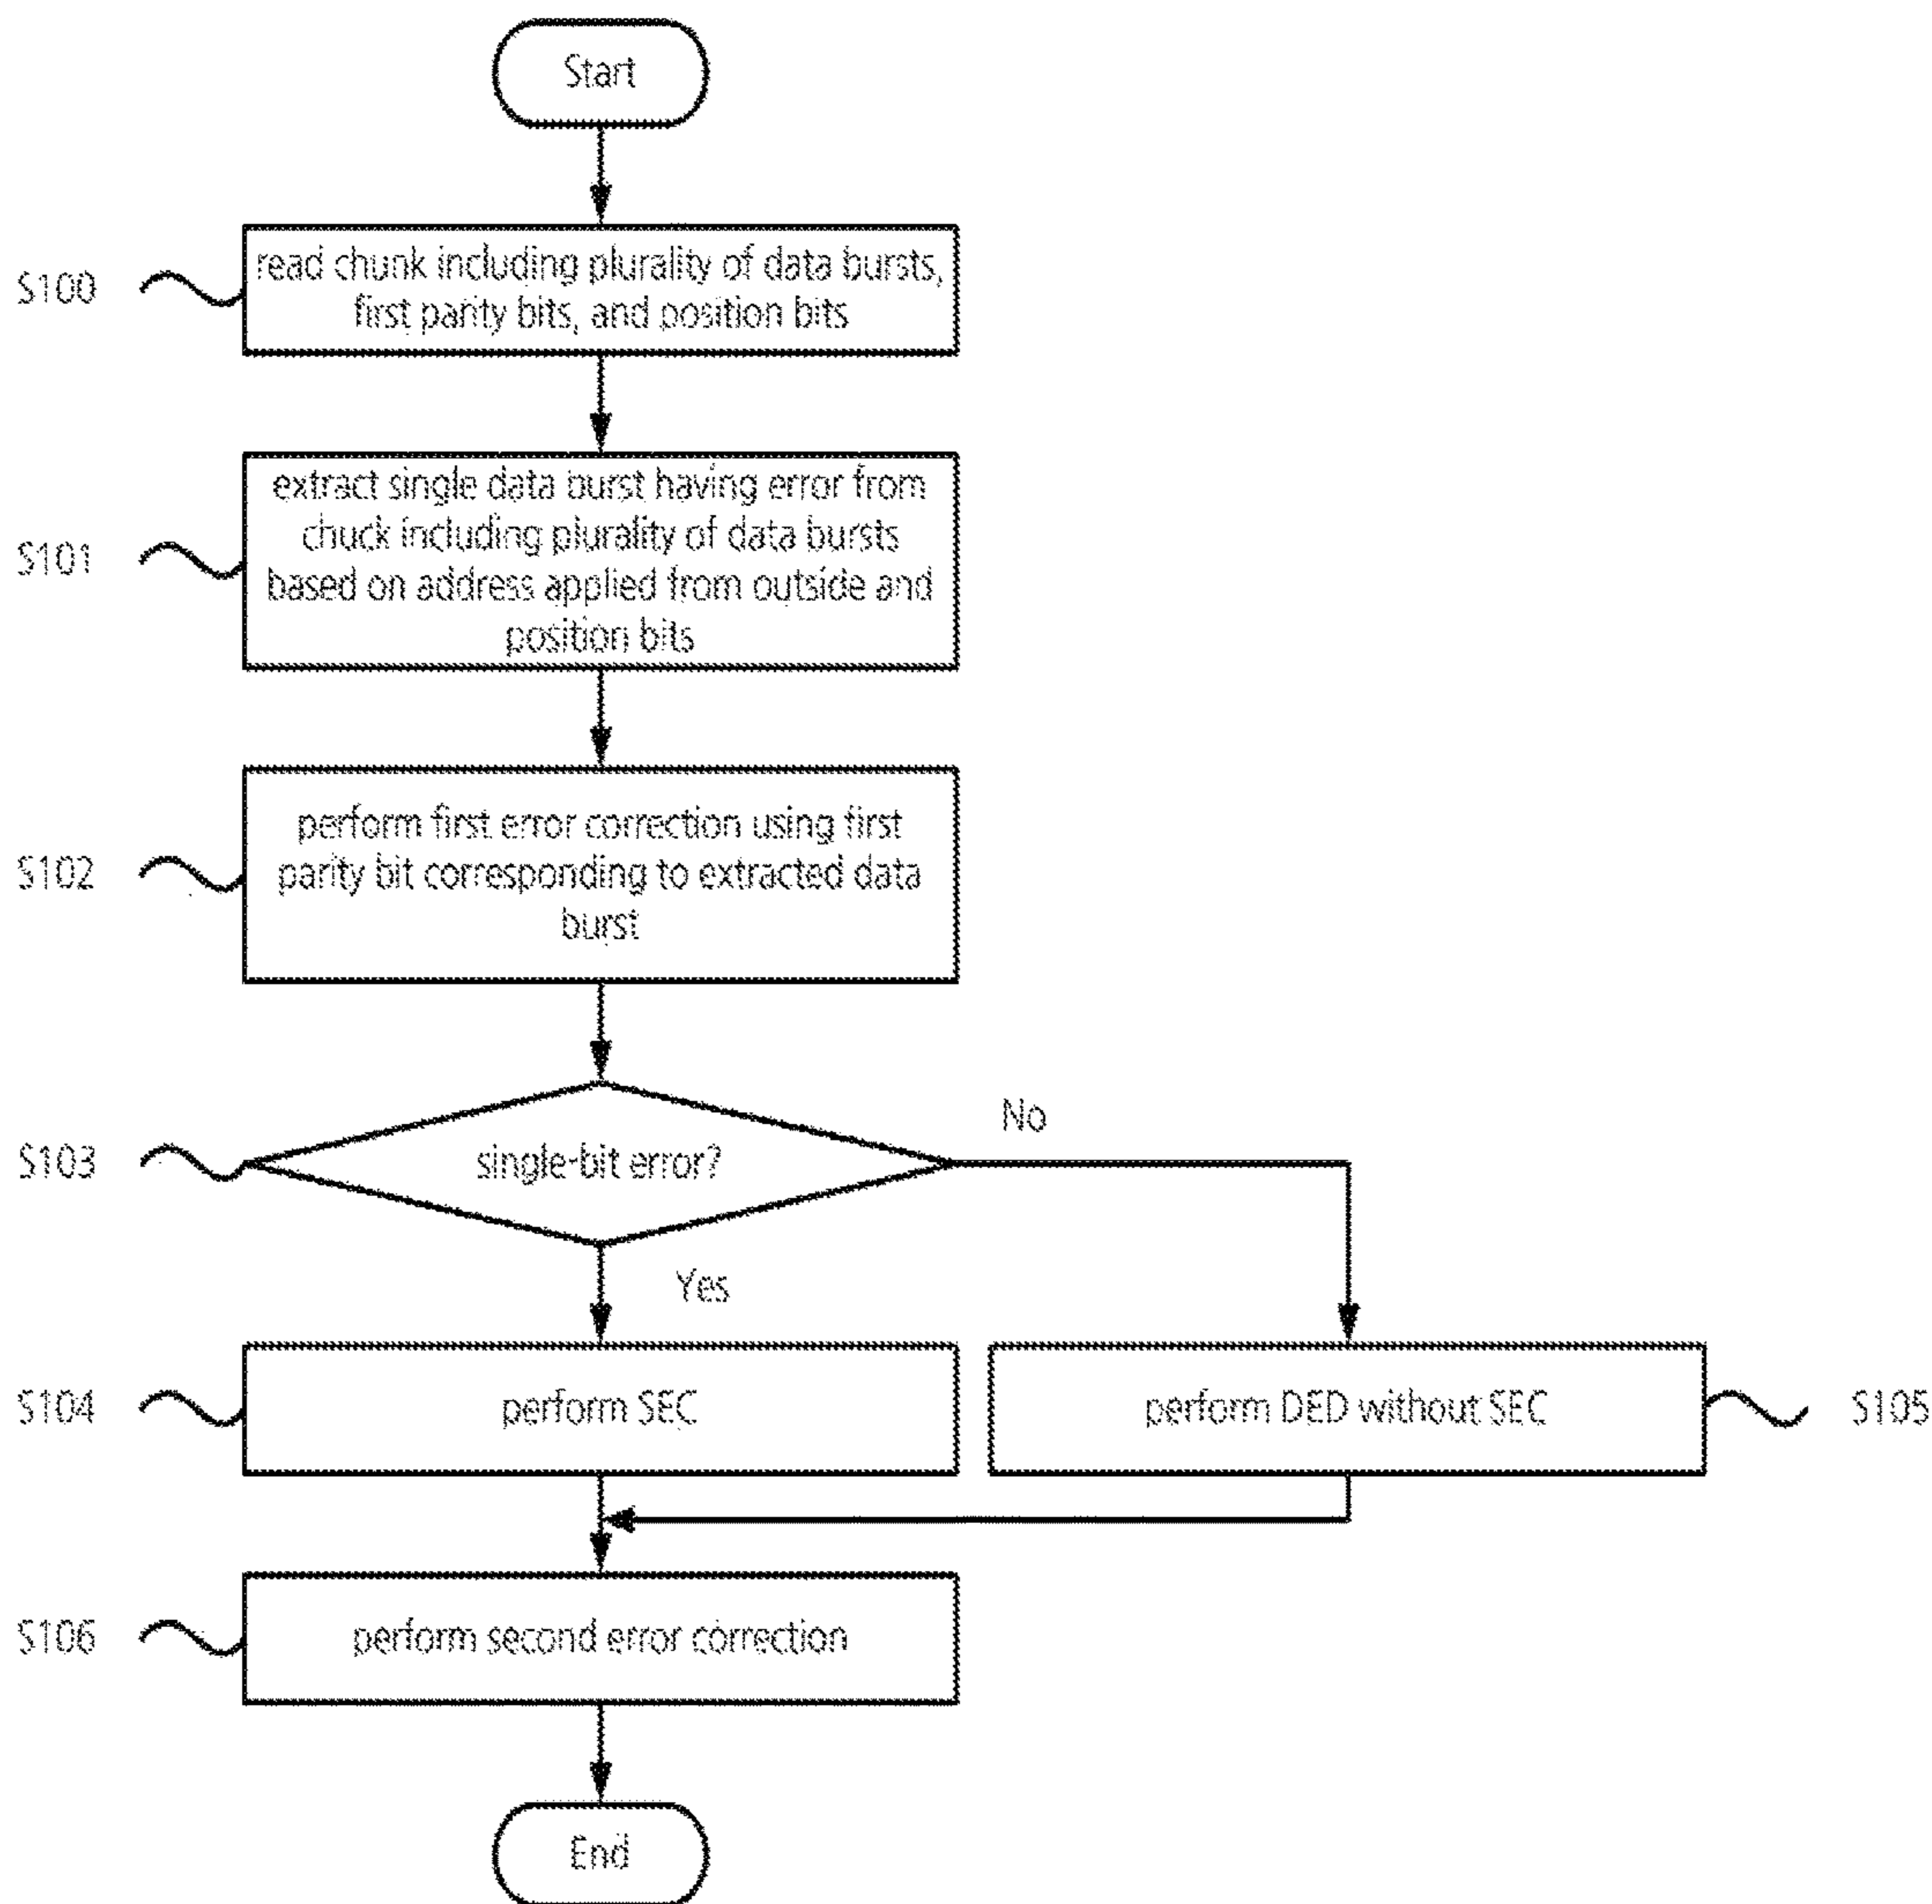 Start
S100
read chunk including plurality of data bursts,
first parity bits, and position bits
S101
extract single data burst having error from
chuck including plurality of data bursts
based on address applied from outside and
position bits
S102
perform first error correction using first
parity bit corresponding to extracted data
burst
S103
single-bit error?
No
Yes
S104
perform SEC
perform DED without SEC
S105
S106
perform second error correction
End